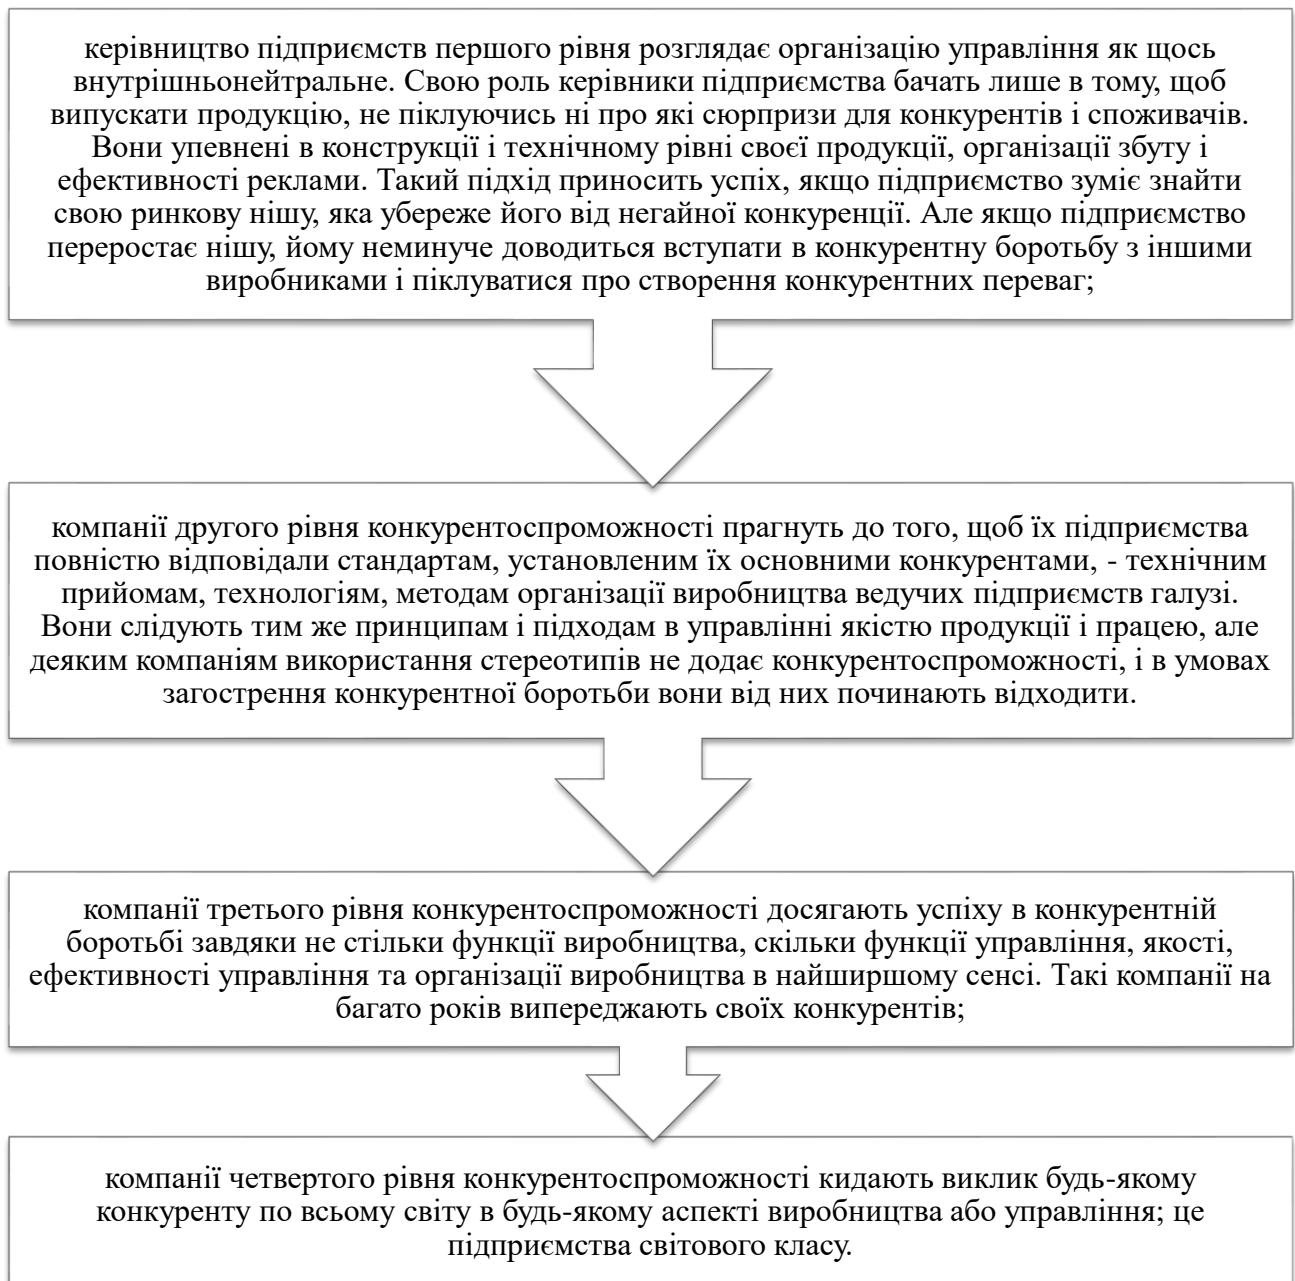 керівництво підприємств першого рівня розглядає організацію управління як щось
внутрішньонейтральне. Свою роль керівники підприємства бачать лише в тому, щоб
випускати продукцію, не піклуючись ні про які сюрпризи для конкурентів і споживачів.
Вони упевнені в конструкції і технічному рівні своєї продукції, організації збуту і
ефективності реклами. Такий підхід приносить успіх, якщо підприємство зуміє знайти
свою ринкову нішу, яка убереже його від негайної конкуренції. Але якщо підприємство
переростає нішу, йому неминуче доводиться вступати в конкурентну боротьбу з іншими
виробниками і піклуватися про створення конкурентних переваг;
компанії другого рівня конкурентоспроможності прагнуть до того, щоб їх підприємства
повністю відповідали стандартам, установленим їх основними конкурентами, - технічним
прийомам, технологіям, методам організації виробництва ведучих підприємств галузі.
Вони слідують тим же принципам і підходам в управлінні якістю продукції і працею, але
деяким компаніям використання стереотипів не додає конкурентоспроможності, і в умовах
загострення конкурентної боротьби вони від них починають відходити.
компанії третього рівня конкурентоспроможності досягають успіху в конкурентній
боротьбі завдяки не стільки функції виробництва, скільки функції управління, якості,
ефективності управління та організації виробництва в найширшому сенсі. Такі компанії на
багато років випереджають своїх конкурентів;
компанії четвертого рівня конкурентоспроможності кидають виклик будь-якому
конкуренту по всьому світу в будь-якому аспекті виробництва або управління; це
підприємства світового класу.